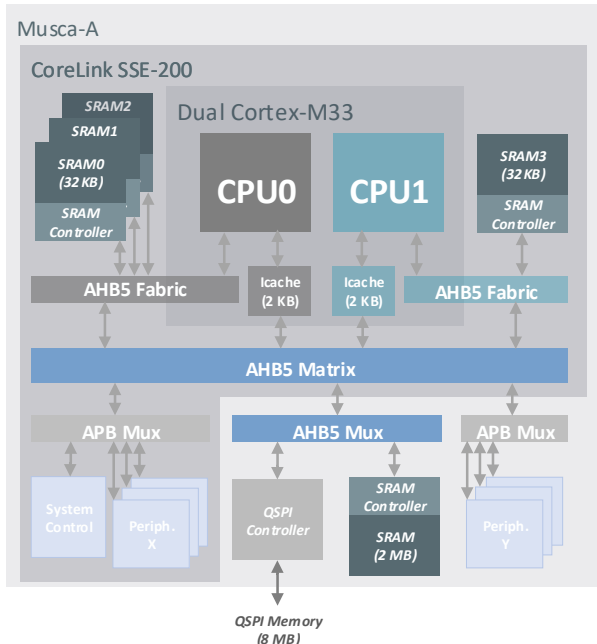 Musca-A
CoreLink SSE-200
Dual Cortex-M33
SRAM2
SRAM1
SRAM0
(32 KB)
SRAM
Controller
CPU0
CPU1
SRAM3
(32 KB)
SRAM
Controller
AHB5 Fabric
Icache
(2 KB)
Icache
(2 KB)
AHB5 Fabric
AHB5 Matrix
APB Mux
AHB5 Mux
APB Mux
System
Control
Periph.
X
QSPI
Controller
SRAM
Controller
SRAM
(2 MB)
Periph.
Y
QSPI Memory
(8 MB)